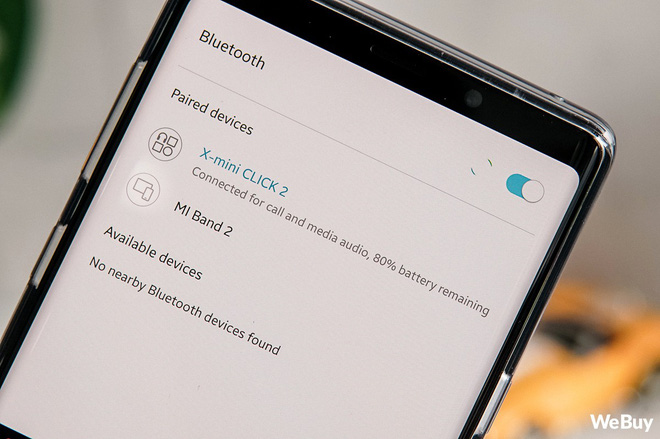 Bluetooth
Paired devices
X-mini CLICK 2
Connected for call and media audio, 80% battery remaining
MI Band 2
Available devices
No nearby Bluetooth devices found
WeBuy